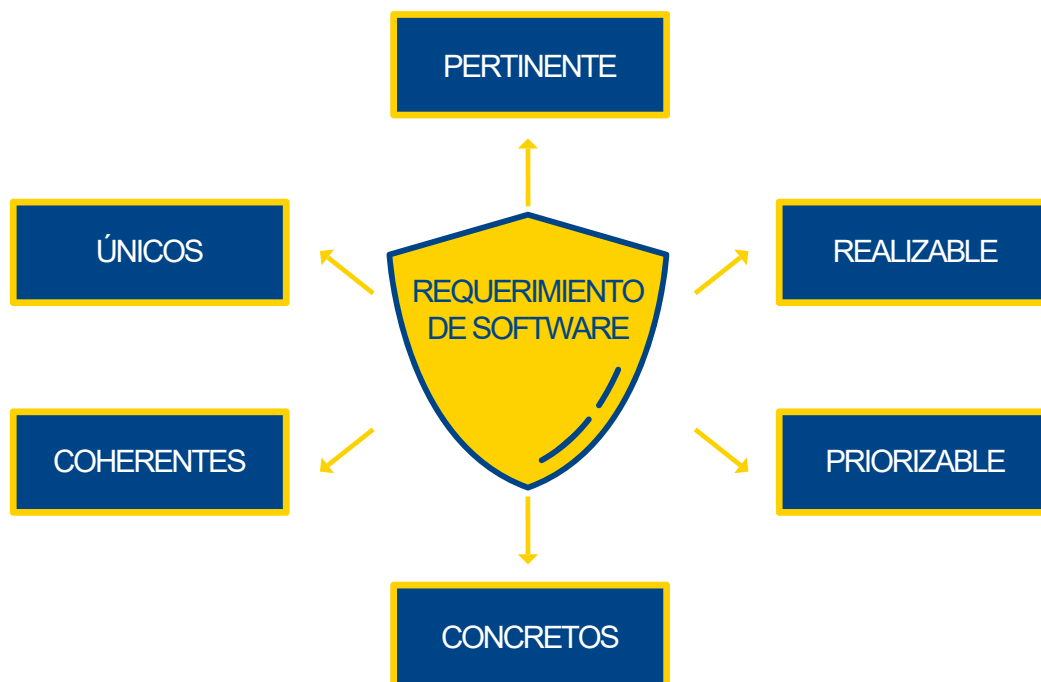 PERTINENTE
ÚNICOS
REALIZABLE
REQUERIMIENTO
DE SOFTWARE
COHERENTES
PRIORIZABLE
CONCRETOS